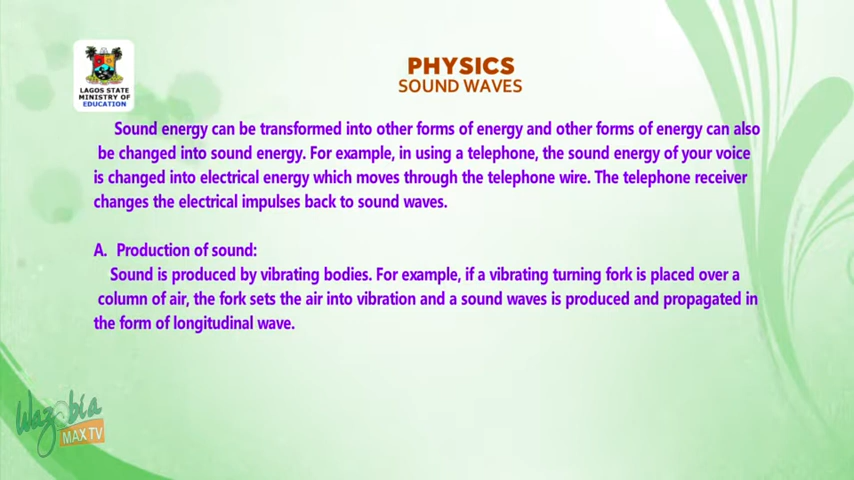 PHYSICS
SOUND WAVES
LAGOS STATE
MINISTRY OF
EDUCATION
Sound energy can be transformed into other forms of energy and other forms of energy can also
be changed into sound energy. For example, in using a telephone, the sound energy of your voice
is changed into electrical energy which moves through the telephone wire. The telephone receiver
changes the electrical impulses back to sound waves.
A. Production of sound:
Sound is produced by vibrating bodies. For example, if a vibrating turning fork is placed over a
column of air, the fork sets the air into vibration and a sound waves is produced and propagated in
the form of longitudinal wave.
Wazobia
MAX TV